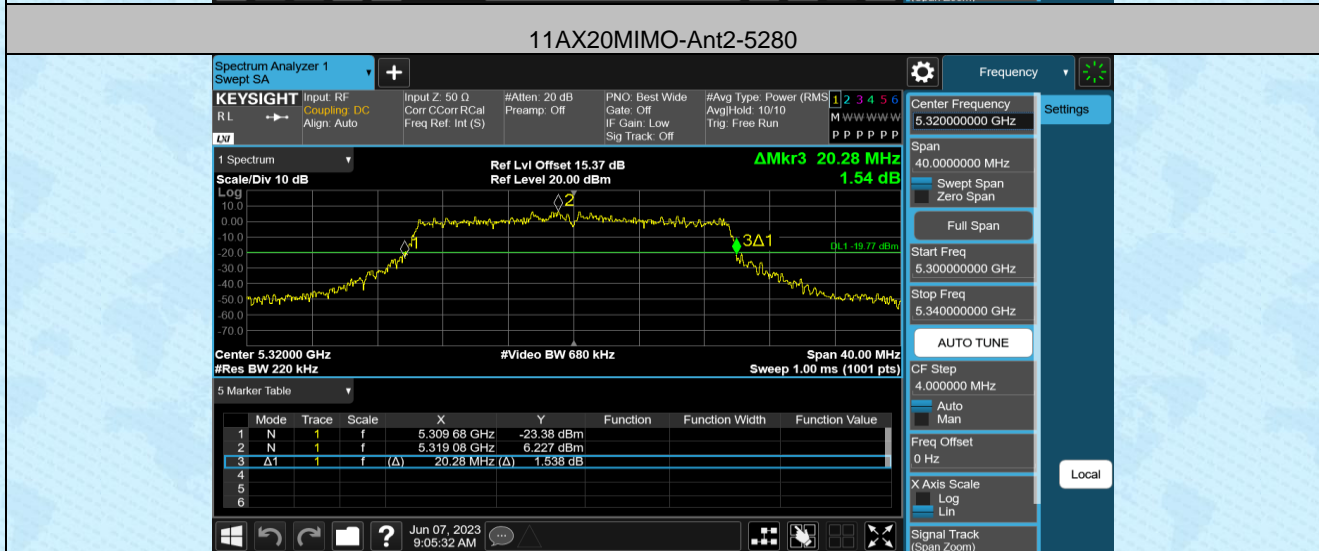 (Span Zoom)
11AX20MIMO-Ant2-5280
Spectrum Analyzer 1
Swept SA
Frequency
KEYSIGHT
RL
LXI
Input: RF
Coupling: DC
Align: Auto
Input Z: 50 Ω
Corr CCorr RCal
Freq Ref: Int (S)
#Atten: 20 dB
Preamp: Off
PNO: Best Wide
Gate: Off
IF Gain: Low
Sig Track: Off
#Avg Type: Power (RMS
Avg|Hold: 10/10
Trig: Free Run
1 2 3 4 5 6
M W W W W W
P P P P P P
Center Frequency
5.320000000 GHz
Settings
Span
40.0000000 MHz
Swept Span
Zero Span
Full Span
Start Freq
5.300000000 GHz
Stop Freq
5.340000000 GHz
AUTO TUNE
CF Step
4.000000 MHz
Auto
Man
Freq Offset
0 Hz
X Axis Scale
Log
Lin
Signal Track
(Span Zoom)
Local
1 Spectrum
Scale/Div 10 dB
Ref Lvl Offset 15.37 dB
Ref Level 20.00 dBm
ΔMkr3 20.28 MHz
1.54 dB
Log
10.0
0.00
-10.0
-20.0
-30.0
-40.0
-50.0
-60.0
-70.0
1
2
3Δ1
DL1 -19.77 dBm
Center 5.32000 GHz
#Video BW 680 kHz
Span 40.00 MHz
#Res BW 220 kHz
Sweep 1.00 ms (1001 pts)
5 Marker Table
Mode Trace Scale X Y Function Function Width Function Value
1 N 1 f 5.309 68 GHz -23.38 dBm
2 N 1 f 5.319 08 GHz 6.227 dBm
3 Δ1 1 f (Δ) 20.28 MHz (Δ) 1.538 dB
4
5
6
?
Jun 07, 2023
9:05:32 AM